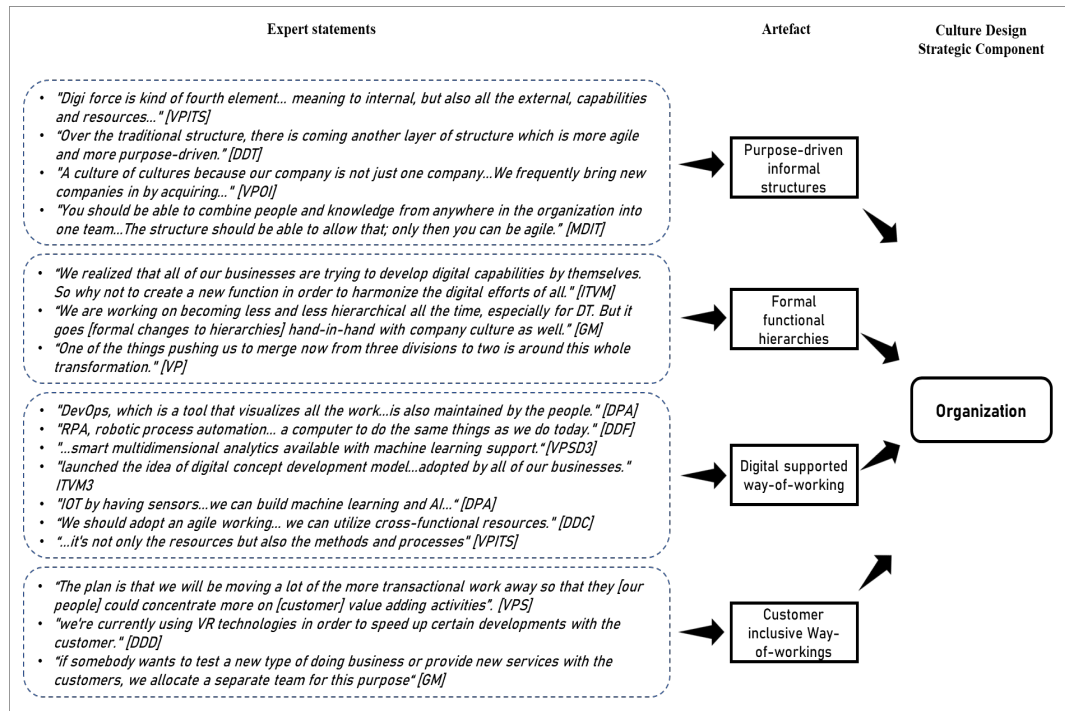 Expert statements
Artefact
Culture Design
Strategic Component
• "Digi force is kind of fourth element... meaning to internal, but also all the external, capabilities
and resources..." [VPITS]
• "Over the traditional structure, there is coming another layer of structure which is more agile
and more purpose-driven." [DDT]
• "A culture of cultures because our company is not just one company...We frequently bring new
companies in by acquiring..." [VPOI]
• "You should be able to combine people and knowledge from anywhere in the organization into
one team...The structure should be able to allow that; only then you can be agile." [MDIT]
Purpose-driven
informal
structures
• "We realized that all of our businesses are trying to develop digital capabilities by themselves.
So why not to create a new function in order to harmonize the digital efforts of all." [ITVM]
• "We are working on becoming less and less hierarchical all the time, especially for DT. But it
goes [formal changes to hierarchies] hand-in-hand with company culture as well." [GM]
• "One of the things pushing us to merge now from three divisions to two is around this whole
transformation." [VP]
Formal
functional
hierarchies
Organization
• "DevOps, which is a tool that visualizes all the work...is also maintained by the people." [DPA]
• "RPA, robotic process automation... a computer to do the same things as we do today." [DDF]
• "...smart multidimensional analytics available with machine learning support."[VPSD3]
• "launched the idea of digital concept development model...adopted by all of our businesses."
ITVM3
• "IOT by having sensors...we can build machine learning and AI..." [DPA]
• "We should adopt an agile working... we can utilize cross-functional resources." [DDC]
• "...it's not only the resources but also the methods and processes" [VPITS]
Digital supported
way-of-working
• "The plan is that we will be moving a lot of the more transactional work away so that they [our
people] could concentrate more on [customer] value adding activities". [VPS]
• "we're currently using VR technologies in order to speed up certain developments with the
customer." [DDD]
• "if somebody wants to test a new type of doing business or provide new services with the
customers, we allocate a separate team for this purpose" [GM]
Customer
inclusive Way-
of-workings